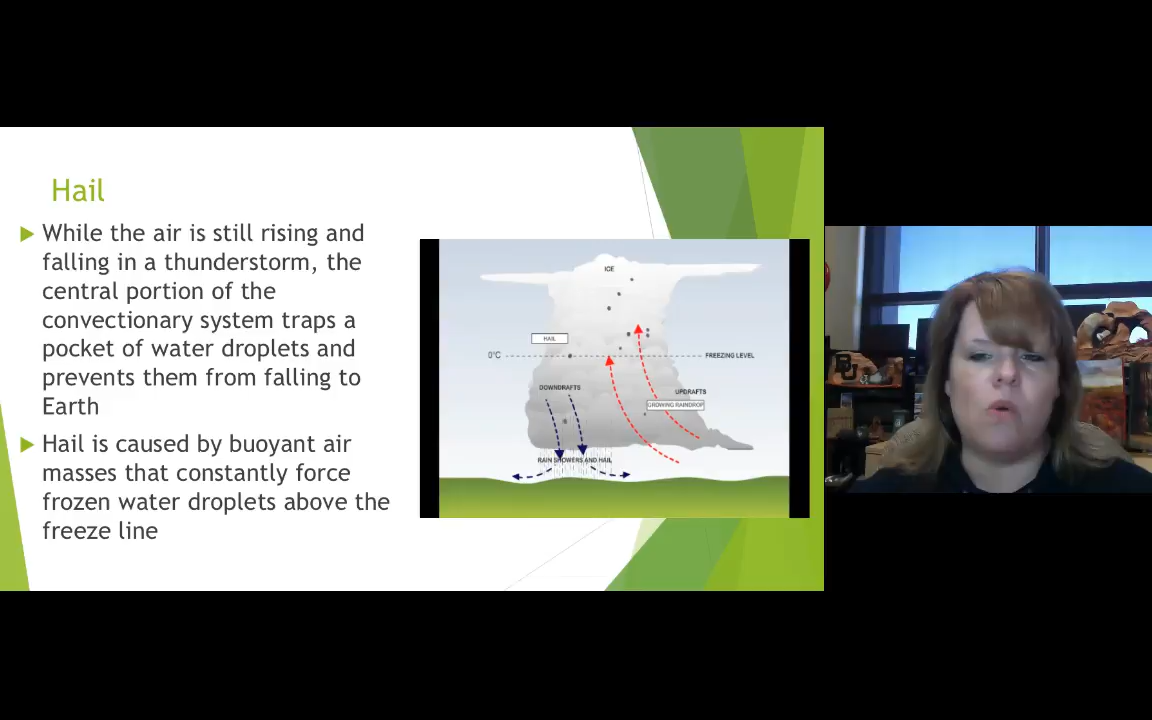 Hail
While the air is still rising and
falling in a thunderstorm, the
central portion of the
convectionary system traps a
pocket of water droplets and
prevents them from falling to
Earth
Hail is caused by buoyant air
masses that constantly force
frozen water droplets above the
freeze line
ICE
HAIL
0°C
FREEZING LEVEL
DOWNDRAFTS
UPDRAFTS
GROWING RAINDROP
RAIN SHOWERS AND HAIL